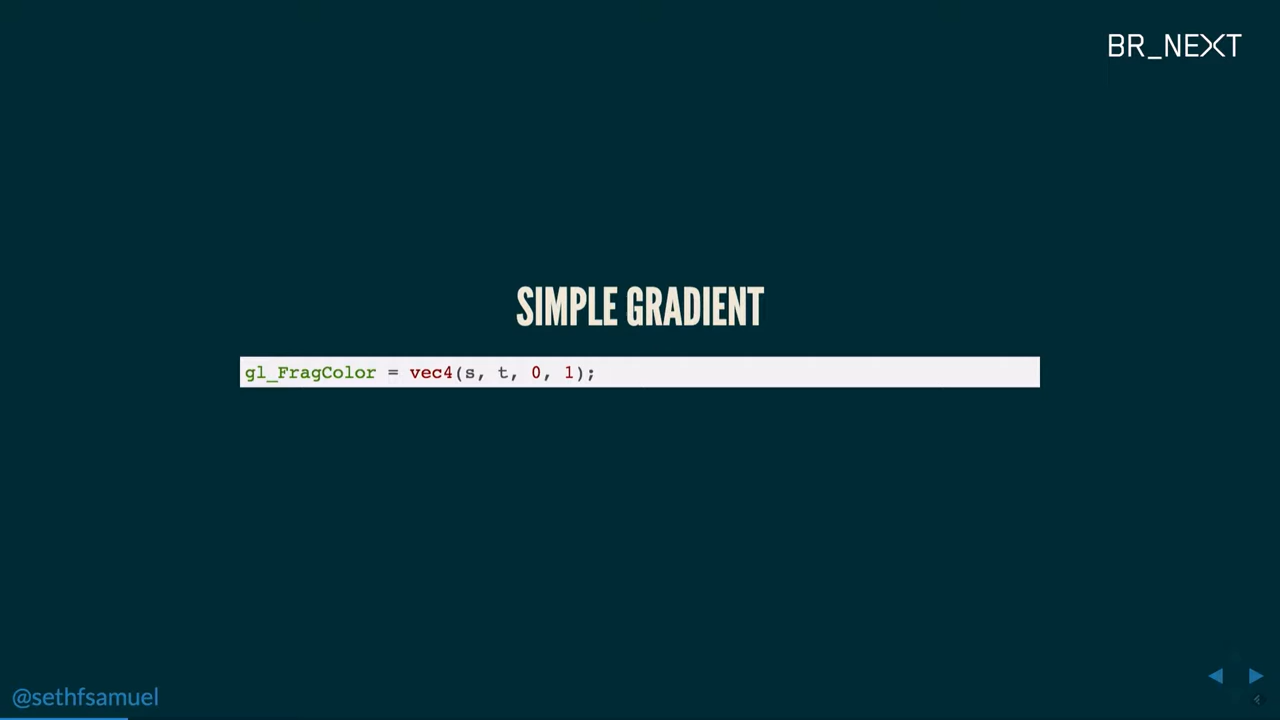 BR_NEXT
SIMPLE GRADIENT
gl_FragColor = vec4(s, t, 0, 1);
@sethfsamuel